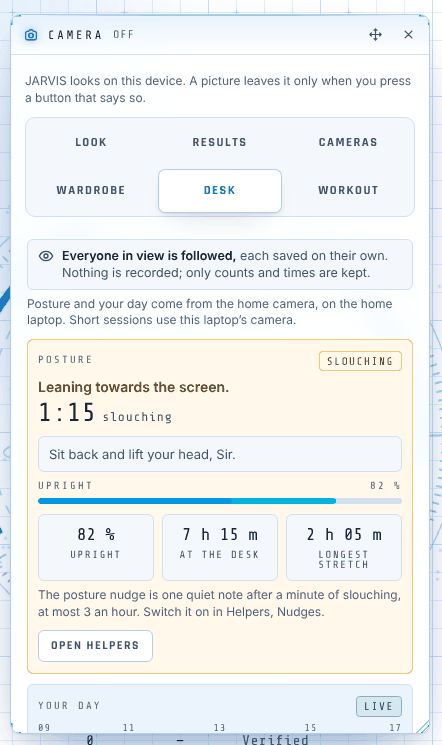 CAMERA OFF
JARVIS looks on this device. A picture leaves it only when you press
a button that says so.
LOOK RESULTS CAMERAS
WARDROBE DESK WORKOUT
Everyone in view is followed, each saved on their own.
Nothing is recorded; only counts and times are kept.
Posture and your day come from the home camera, on the home
laptop. Short sessions use this laptop's camera.
POSTURE SLOUCHING
Leaning towards the screen.
1:15 slouching
Sit back and lift your head, Sir.
UPRIGHT 82 %
82 % 7 h 15 m 2 h 05 m
UPRIGHT AT THE DESK LONGEST
STRETCH
The posture nudge is one quiet note after a minute of slouching,
at most 3 an hour. Switch it on in Helpers, Nudges.
OPEN HELPERS
YOUR DAY LIVE
09 11 13 15 17
0 – Verified